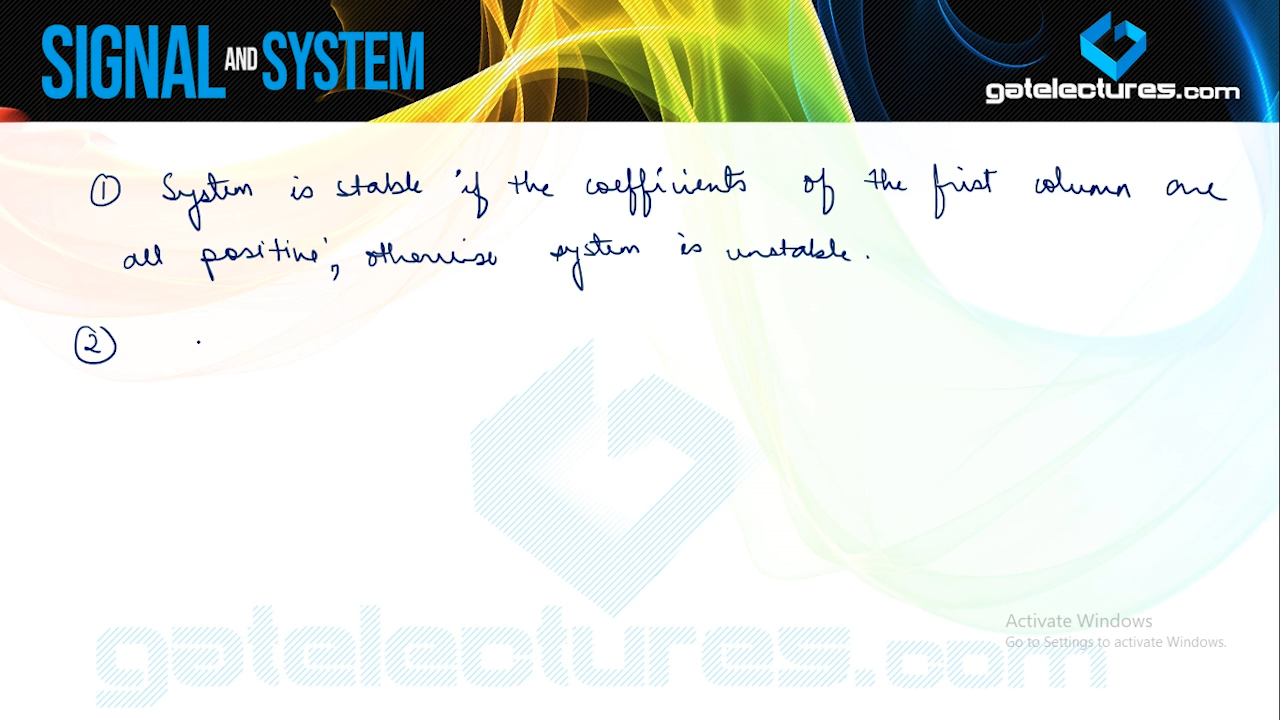 SIGNAL AND SYSTEM
gatelectures.com
① System is stable 'if the coefficients of the first column are
all positive', otherwise system is unstable.
②
gatelectures.com
Activate Windows
Go to Settings to activate Windows.